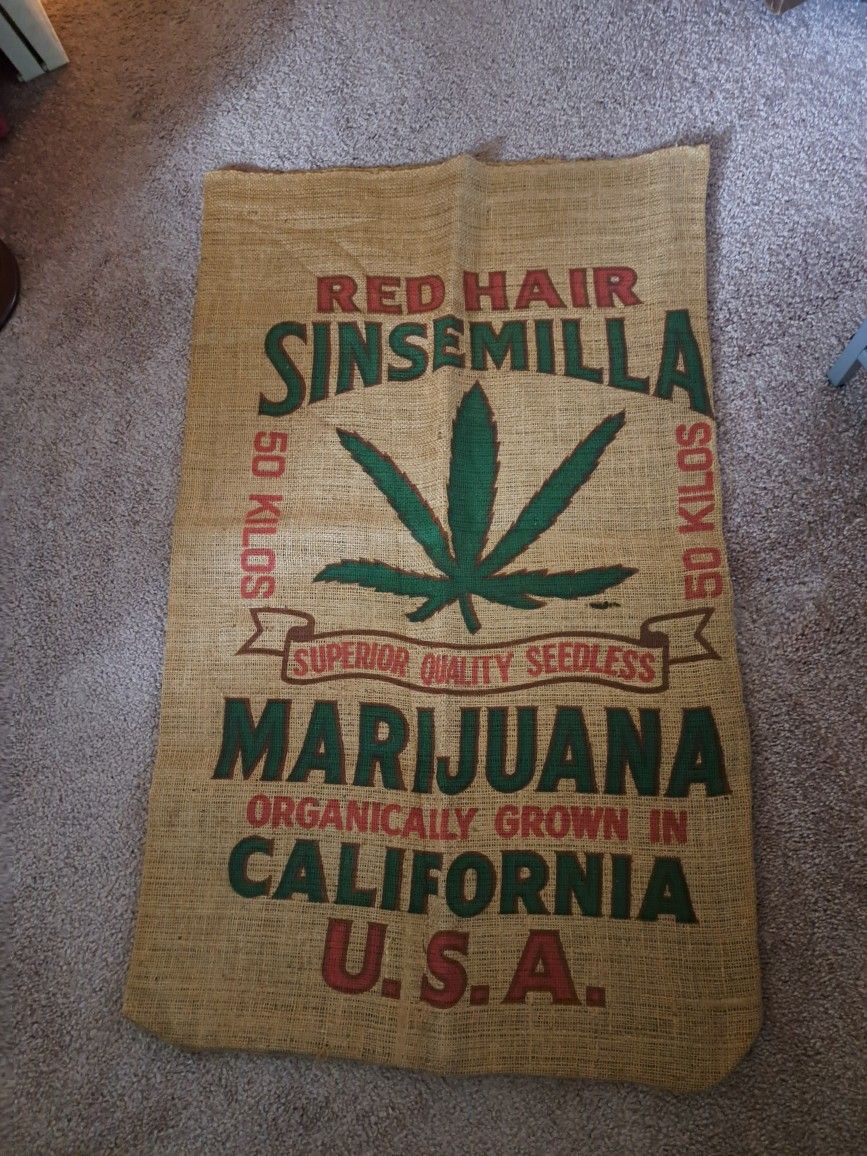 RED HAIR
SINSEMILLA
50 KILOS
50 KILOS
SUPERIOR QUALITY SEEDLESS
MARIJUANA
ORGANICALLY GROWN IN
CALIFORNIA
U.S.A.